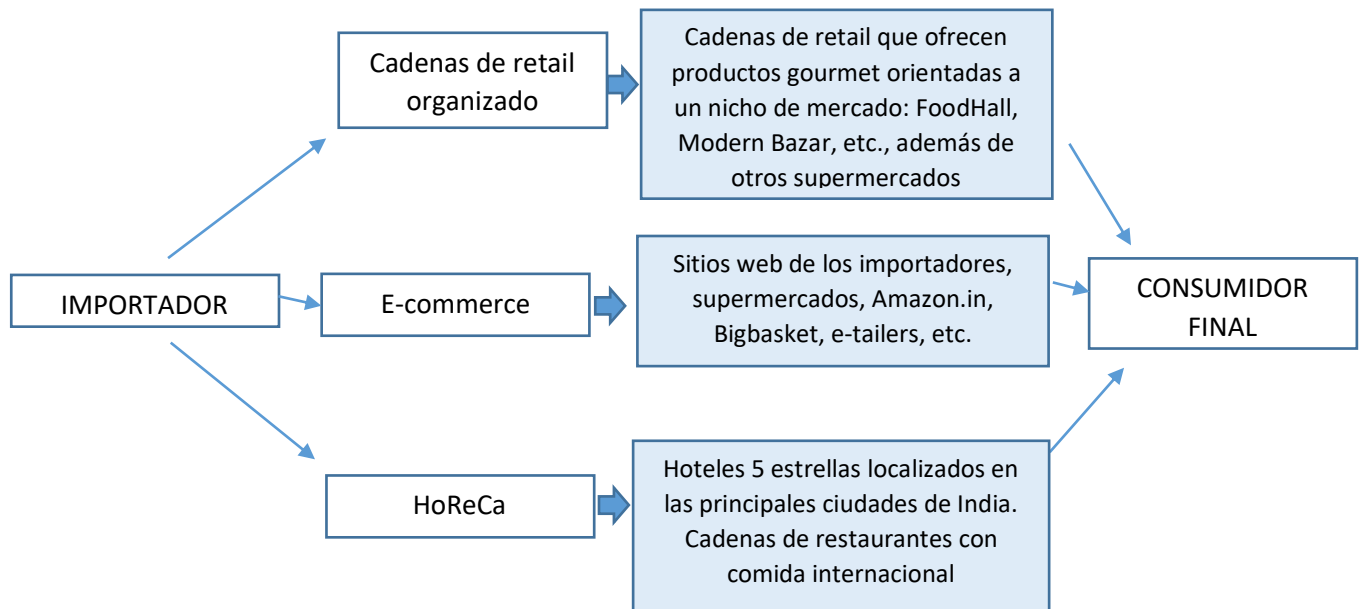 Cadenas de retail
organizado
Cadenas de retail que ofrecen
productos gourmet orientadas a
un nicho de mercado: FoodHall,
Modern Bazar, etc., además de
otros supermercados
IMPORTADOR
E-commerce
Sitios web de los importadores,
supermercados, Amazon.in,
Bigbasket, e-tailers, etc.
CONSUMIDOR
FINAL
HoReCa
Hoteles 5 estrellas localizados en
las principales ciudades de India.
Cadenas de restaurantes con
comida internacional